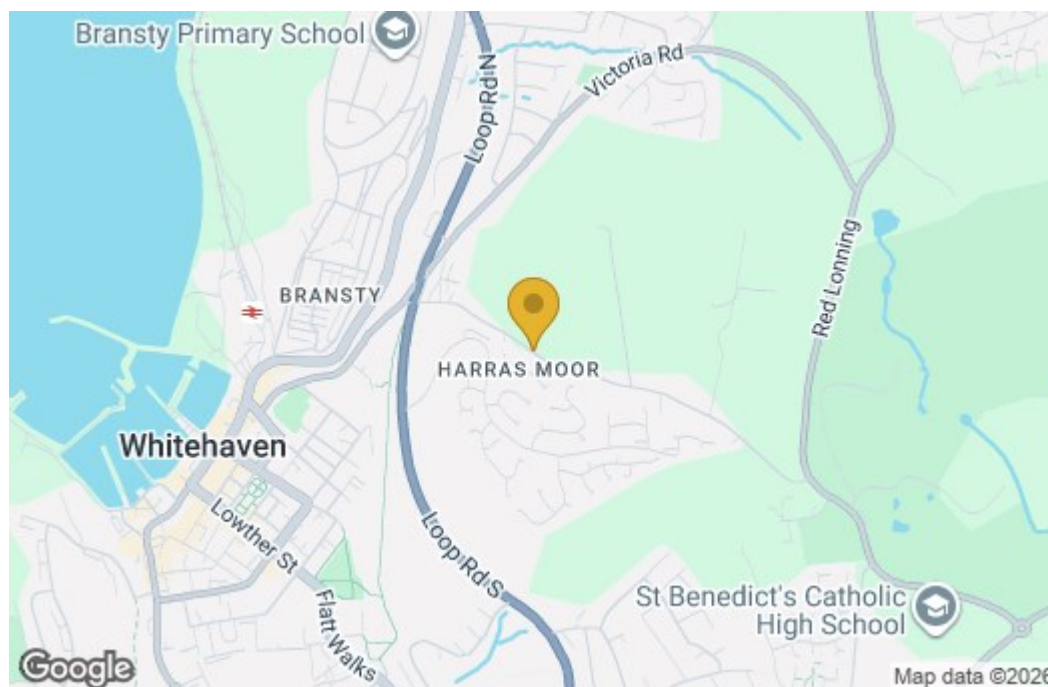 Bransty Primary School
Loop Rd N
Victoria Rd
Red Lonning
BRANSTY
HARRAS MOOR
Whitehaven
Lowther St
Loop Rd S
Flatt Walks
St Benedict's Catholic
High School
Google
Map data ©2026